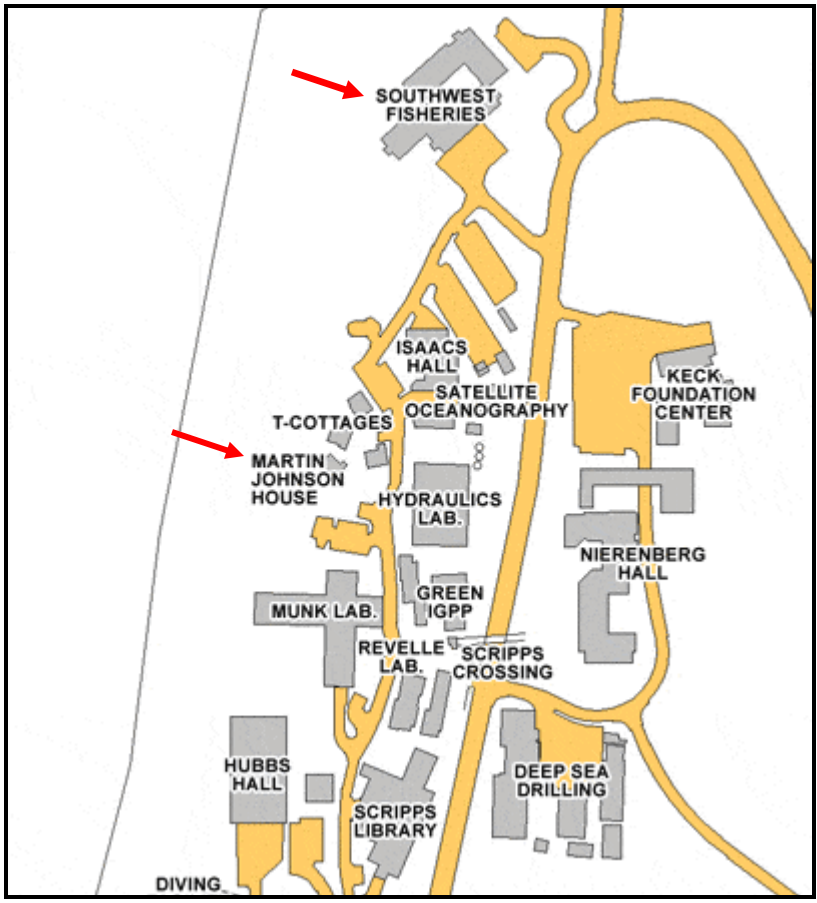 SOUTHWEST
FISHERIES
ISAACS
HALL
SATELLITE
OCEANOGRAPHY
KECK
FOUNDATION
CENTER
T-COTTAGES
MARTIN
JOHNSON
HOUSE
HYDRAULICS
LAB.
NIERENBERG
HALL
GREEN
IGPP
MUNK LAB.
REVELLE
LAB.
SCRIPPS
CROSSING
HUBBS
HALL
DEEP SEA
DRILLING
SCRIPPS
LIBRARY
DIVING